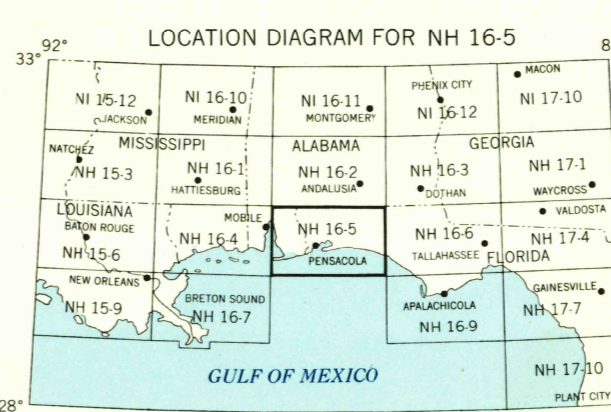 LOCATION DIAGRAM FOR NH 16-5
33° 92° 8
NI 15-12 JACKSON
NI 16-10 MERIDIAN
NI 16-11 MONTGOMERY
PHENIX CITY NI 16-12
MACON NI 17-10
MISSISSIPPI ALABAMA GEORGIA
NATCHEZ NH 15-3
NH 16-1 HATTIESBURG
NH 16-2 ANDALUSIA
NH 16-3 DOTHAN
NH 17-1 WAYCROSS
LOUISIANA
BATON ROUGE NH 15-6
MOBILE NH 16-4
NH 16-5 PENSACOLA
NH 16-6 TALLAHASSEE
FLORIDA
VALDOSTA NH 17-4
NEW ORLEANS NH 15-9
BRETON SOUND NH 16-7
APALACHICOLA NH 16-9
GAINESVILLE NH 17-7
GULF OF MEXICO
NH 17-10 PLANT CITY
28°